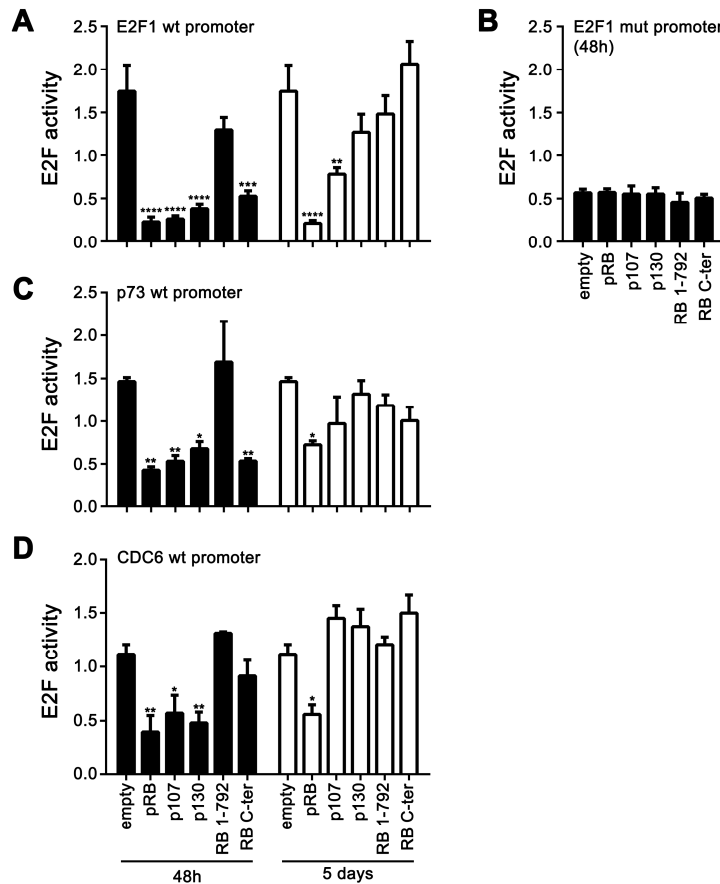 A
E2F1 wt promoter
E2F activity
2.5
2.0
1.5
1.0
0.5
0.0
****
****
****
***
****
**
B
E2F1 mut promoter
(48h)
E2F activity
2.5
2.0
1.5
1.0
0.5
0.0
empty
pRB
p107
p130
RB 1-792
RB C-ter
C
p73 wt promoter
E2F activity
2.5
2.0
1.5
1.0
0.5
0.0
**
**
*
**
*
D
CDC6 wt promoter
E2F activity
2.0
1.5
1.0
0.5
0.0
**
*
**
*
empty
pRB
p107
p130
RB 1-792
RB C-ter
empty
pRB
p107
p130
RB 1-792
RB C-ter
48h
5 days